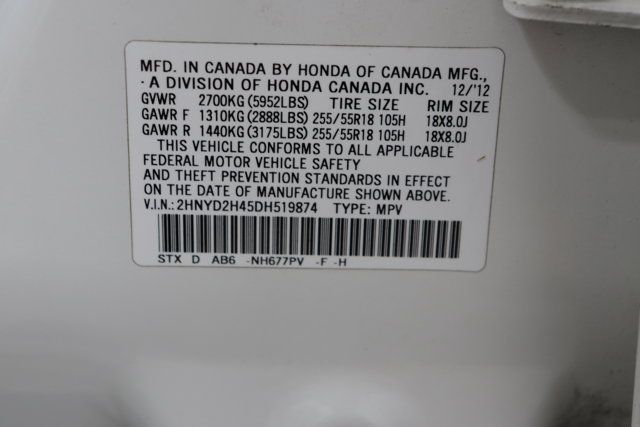 MFD. IN CANADA BY HONDA OF CANADA MFG.,
· A DIVISION OF HONDA CANADA INC. 12/'12
GVWR 2700KG (5952LBS) TIRE SIZE RIM SIZE
GAWR F 1310KG (2888LBS) 255/55R18 105H 18X8.0J
GAWR R 1440KG (3175LBS) 255/55R18 105H 18X8.0J
THIS VEHICLE CONFORMS TO ALL APPLICABLE
FEDERAL MOTOR VEHICLE SAFETY
AND THEFT PREVENTION STANDARDS IN EFFECT
ON THE DATE OF MANUFACTURE SHOWN ABOVE.
V.I.N.: 2HNYD2H45DH519874 TYPE: MPV
STX D AB6 -NH677PV -F -H